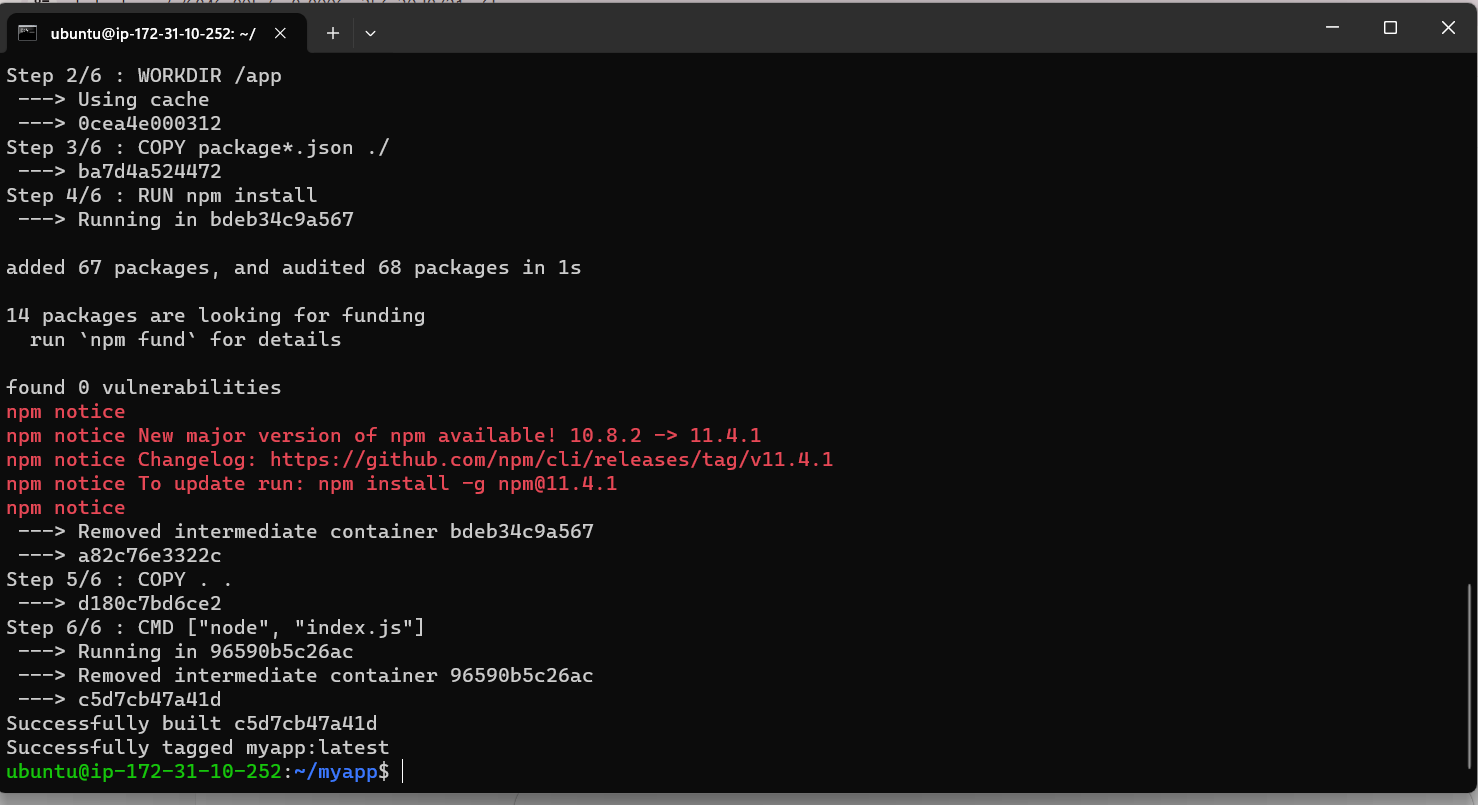 ubuntu@ip-172-31-10-252: ~/
Step 2/6 : WORKDIR /app
---> Using cache
---> 0cea4e000312
Step 3/6 : COPY package*.json ./
---> ba7d4a524472
Step 4/6 : RUN npm install
---> Running in bdeb34c9a567
added 67 packages, and audited 68 packages in 1s
14 packages are looking for funding
run `npm fund` for details
found 0 vulnerabilities
npm notice
npm notice New major version of npm available! 10.8.2 -> 11.4.1
npm notice Changelog: https://github.com/npm/cli/releases/tag/v11.4.1
npm notice To update run: npm install -g npm@11.4.1
npm notice
---> Removed intermediate container bdeb34c9a567
---> a82c76e3322c
Step 5/6 : COPY . .
---> d180c7bd6ce2
Step 6/6 : CMD ["node", "index.js"]
---> Running in 96590b5c26ac
---> Removed intermediate container 96590b5c26ac
---> c5d7cb47a41d
Successfully built c5d7cb47a41d
Successfully tagged myapp:latest
ubuntu@ip-172-31-10-252:~/myapp$